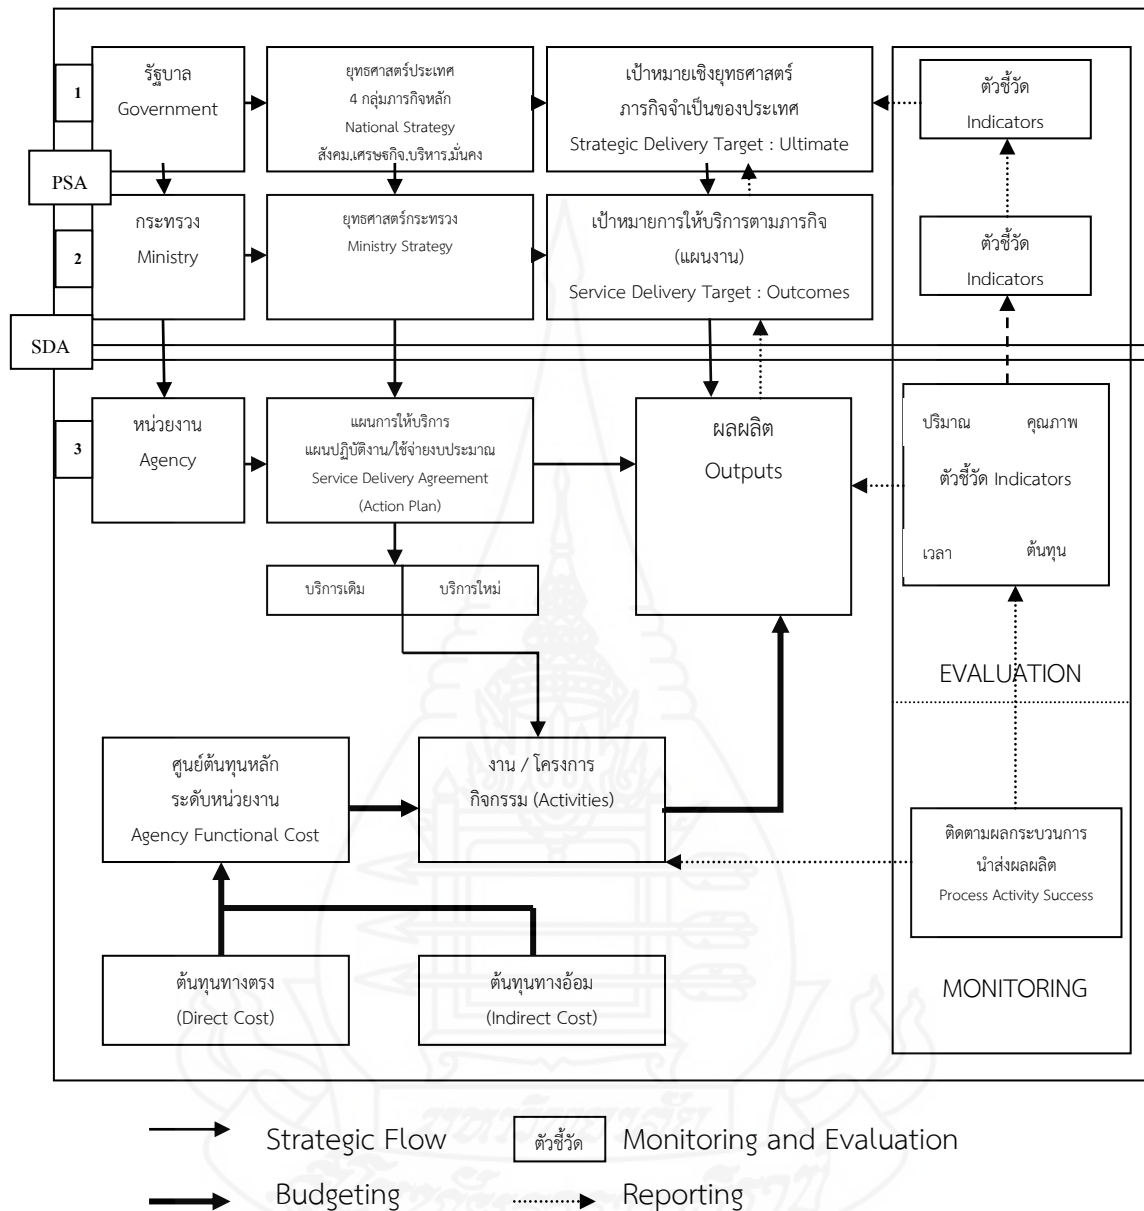 1
รัฐบาล
Government
ยุทธศาสตร์ประเทศ
4 กลุ่มภารกิจหลัก
National Strategy
สังคม.เศรษฐกิจ.บริหาร.มั่นคง
เป้าหมายเชิงยุทธศาสตร์
ภารกิจจำเป็นของประเทศ
Strategic Delivery Target : Ultimate
ตัวชี้วัด
Indicators
PSA
2
กระทรวง
Ministry
ยุทธศาสตร์กระทรวง
Ministry Strategy
เป้าหมายการให้บริการตามภารกิจ
(แผนงาน)
Service Delivery Target : Outcomes
ตัวชี้วัด
Indicators
SDA
3
หน่วยงาน
Agency
แผนการให้บริการ
แผนปฏิบัติงาน/ใช้จ่ายงบประมาณ
Service Delivery Agreement
(Action Plan)
ผลผลิต
Outputs
ปริมาณ คุณภาพ
ตัวชี้วัด Indicators
เวลา ต้นทุน
บริการเดิม บริการใหม่
EVALUATION
ศูนย์ต้นทุนหลัก
ระดับหน่วยงาน
Agency Functional Cost
งาน / โครงการ
กิจกรรม (Activities)
ติดตามผลกระบวนการ
นำส่งผลผลิต
Process Activity Success
ต้นทุนทางตรง
(Direct Cost)
ต้นทุนทางอ้อม
(Indirect Cost)
MONITORING
Strategic Flow
ตัวชี้วัด Monitoring and Evaluation
Budgeting
Reporting